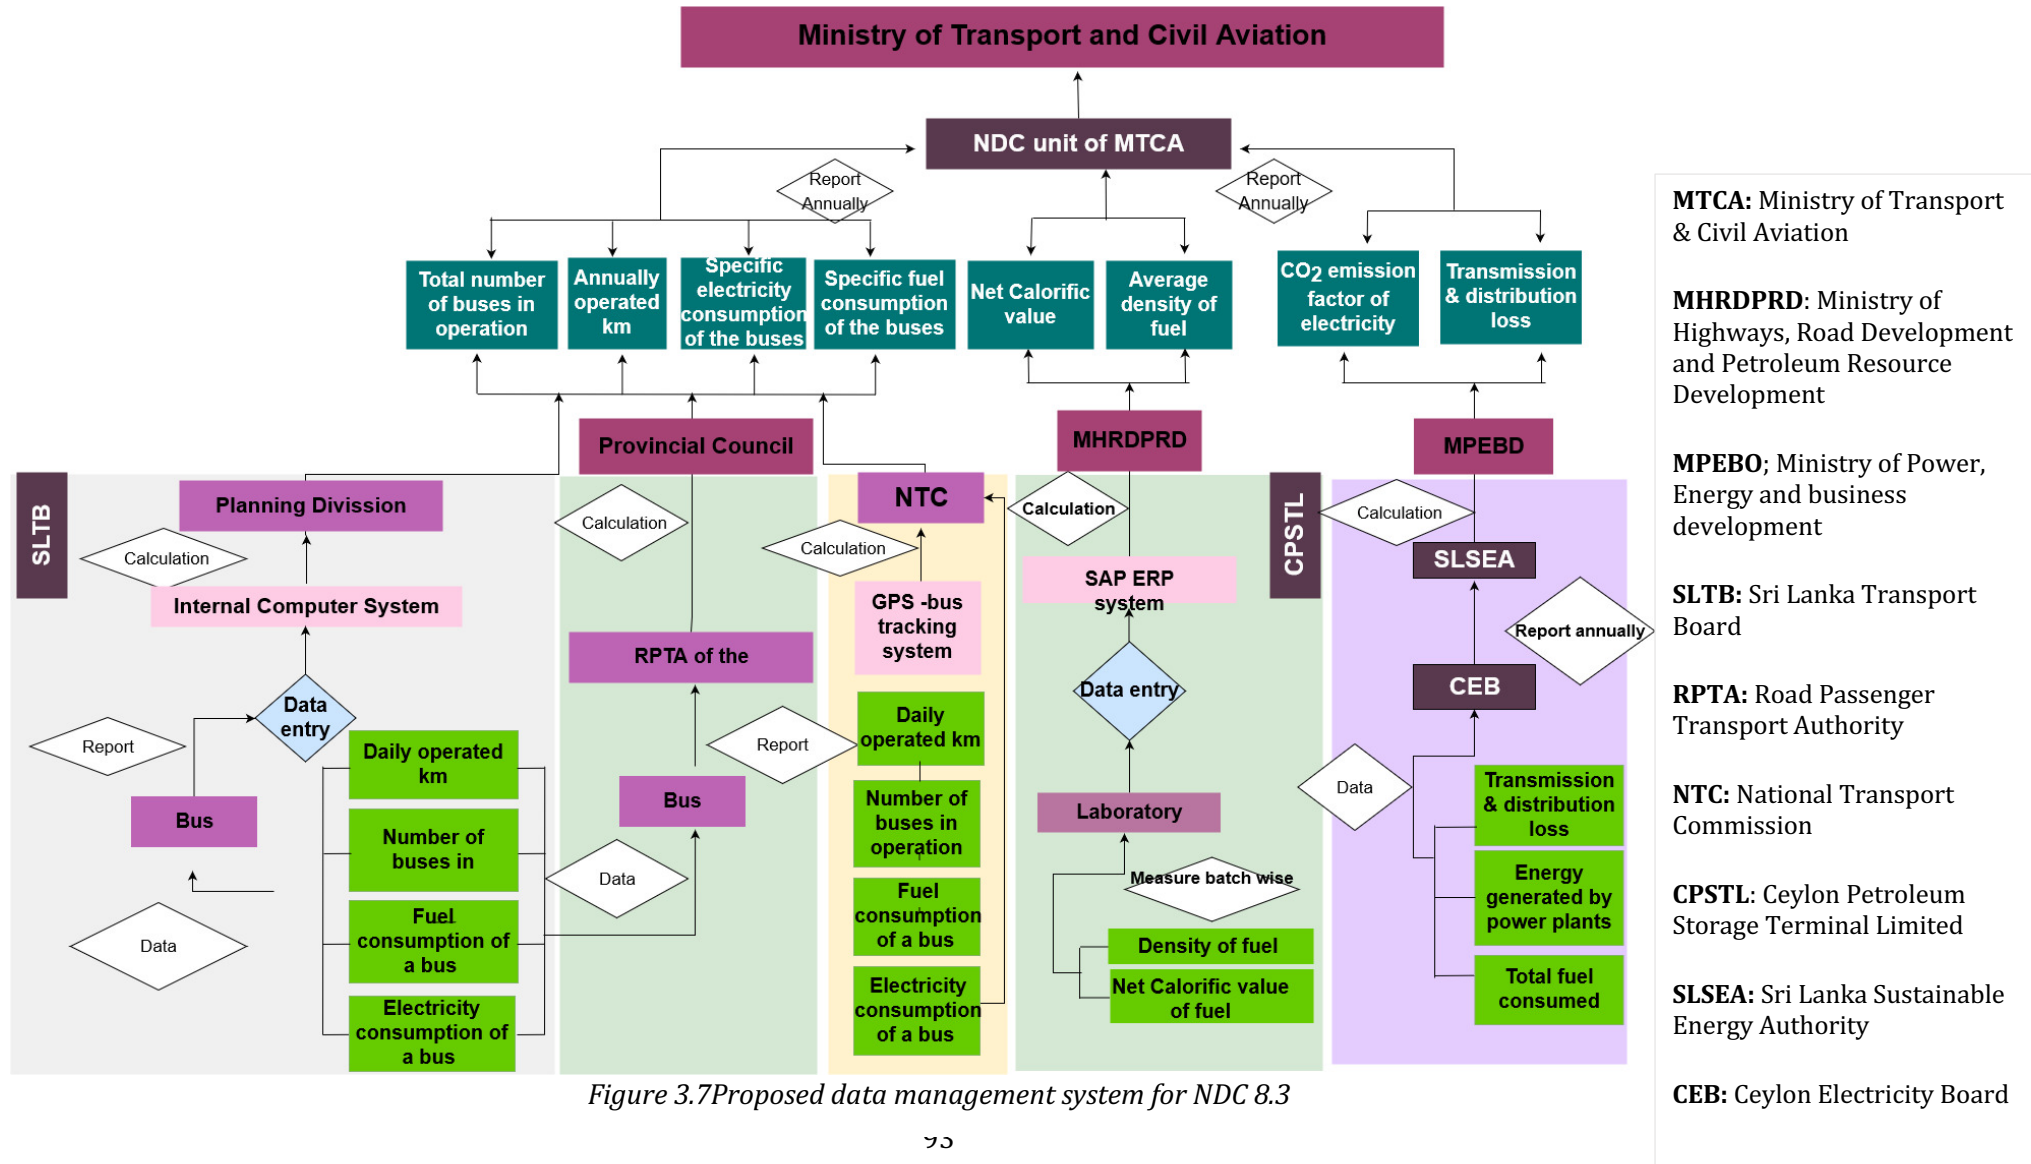 Ministry of Transport and Civil Aviation
NDC unit of MTCA
Report
Annually
Report
Annually
Total number
of buses in
operation
Annually
operated
km
Specific
electricity
consumption
of the buses
Specific fuel
consumption
of the buses
Net Calorific
value
Average
density of
fuel
CO2 emission
factor of
electricity
Transmission
& distribution
loss
Provincial Council
MHRDPRD
MPEBD
SLTB
Planning Divission
Calculation
Internal Computer System
Data
entry
Report
Bus
Data
Daily operated
km
Number of
buses in
Fuel
consumption of
a bus
Electricity
consumption of
a bus
Calculation
RPTA of the
Report
Bus
Data
NTC
Calculation
GPS -bus
tracking
system
Daily
operated km
Number of
buses in
operation
Fuel
consumption
of a bus
Electricity
consumption
of a bus
Calculation
CPSTL
SAP ERP
system
Data entry
Laboratory
Measure batch wise
Density of fuel
Net Calorific value
of fuel
Calculation
SLSEA
Report annually
CEB
Data
Transmission
& distribution
loss
Energy
generated by
power plants
Total fuel
consumed
MTCA: Ministry of Transport
& Civil Aviation
MHRDPRD: Ministry of
Highways, Road Development
and Petroleum Resource
Development
MPEBO; Ministry of Power,
Energy and business
development
SLTB: Sri Lanka Transport
Board
RPTA: Road Passenger
Transport Authority
NTC: National Transport
Commission
CPSTL: Ceylon Petroleum
Storage Terminal Limited
SLSEA: Sri Lanka Sustainable
Energy Authority
CEB: Ceylon Electricity Board
Figure 3.7Proposed data management system for NDC 8.3
93